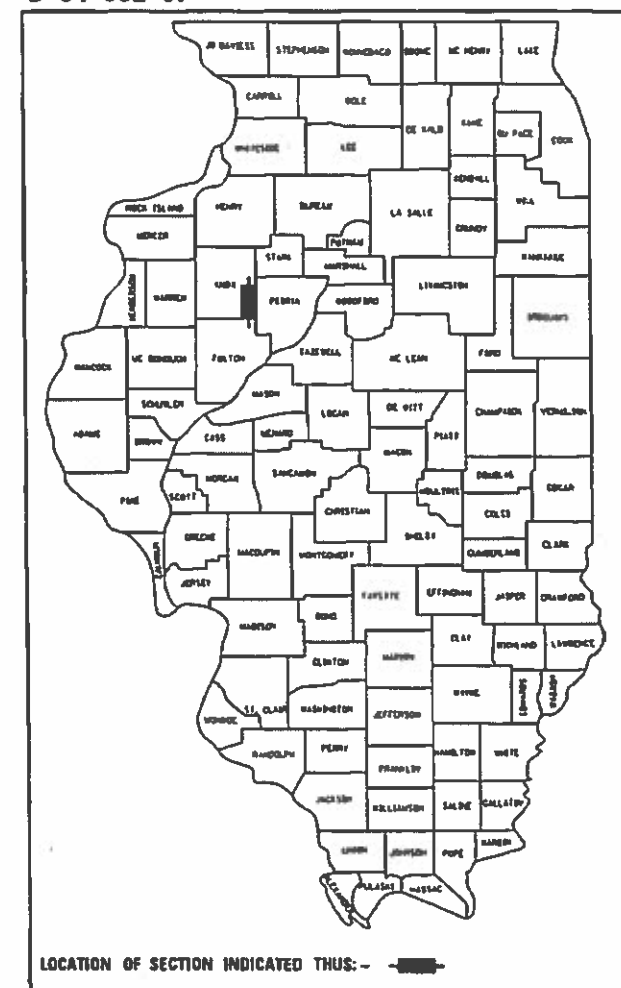 JO DAVIESS STEPHENSON WINNEBAGO BOONE MC HENRY LAKE
CARROLL OGLE DE KALB KANE DU PAGE COOK
WHITESIDE LEE KENDALL WILL
ROCK ISLAND HENRY BUREAU LA SALLE GRUNDY
MERCER PUTNAM KANKAKEE
STARK MARSHALL
HENDERSON WARREN KNOX PEORIA WOODFORD LIVINGSTON IROQUOIS
HANCOCK MC DONOUGH FULTON TAZEWELL MC LEAN FORD
MASON
SCHUYLER LOGAN DE WITT CHAMPAIGN VERMILION
ADAMS BROWN CASS MENARD PIATT
MACON
PIKE SCOTT MORGAN SANGAMON MOULTRIE DOUGLAS EDGAR
CHRISTIAN COLES
GREENE SHELBY
CALHOUN MACOUPIN MONTGOMERY CUMBERLAND CLARK
JERSEY FAYETTE EFFINGHAM JASPER CRAWFORD
MADISON BOND
CLAY RICHLAND LAWRENCE
CLINTON MARION
ST. CLAIR WASHINGTON WAYNE EDWARDS WABASH
MONROE JEFFERSON
RANDOLPH PERRY HAMILTON WHITE
FRANKLIN
JACKSON WILLIAMSON SALINE GALLATIN
UNION JOHNSON POPE HARDIN
ALEXANDER PULASKI MASSAC
LOCATION OF SECTION INDICATED THUS:-